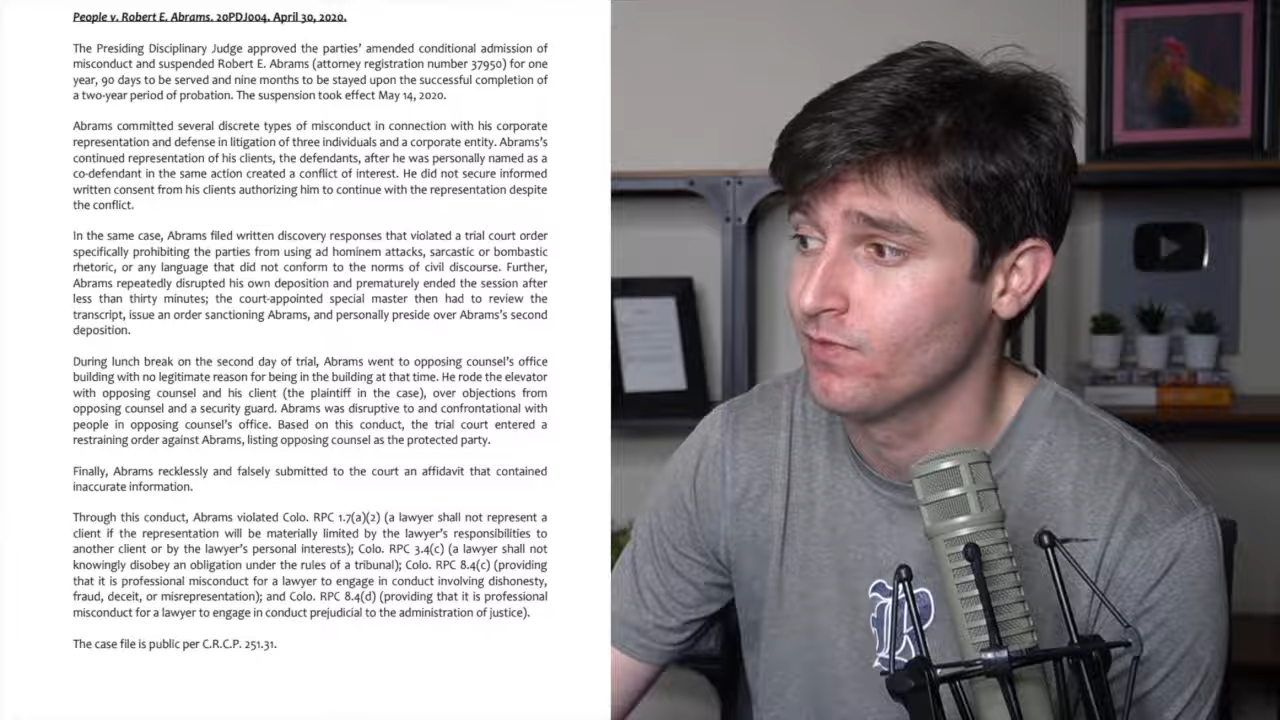 People v. Robert E. Abrams. 20PDJ004. April 30, 2020.
The Presiding Disciplinary Judge approved the parties' amended conditional admission of
misconduct and suspended Robert E. Abrams (attorney registration number 37950) for one
year, 90 days to be served and nine months to be stayed upon the successful completion of
a two-year period of probation. The suspension took effect May 14, 2020.
Abrams committed several discrete types of misconduct in connection with his corporate
representation and defense in litigation of three individuals and a corporate entity. Abrams's
continued representation of his clients, the defendants, after he was personally named as a
co-defendant in the same action created a conflict of interest. He did not secure informed
written consent from his clients authorizing him to continue with the representation despite
the conflict.
In the same case, Abrams filed written discovery responses that violated a trial court order
specifically prohibiting the parties from using ad hominem attacks, sarcastic or bombastic
rhetoric, or any language that did not conform to the norms of civil discourse. Further,
Abrams repeatedly disrupted his own deposition and prematurely ended the session after
less than thirty minutes; the court-appointed special master then had to review the
transcript, issue an order sanctioning Abrams, and personally preside over Abrams's second
deposition.
During lunch break on the second day of trial, Abrams went to opposing counsel's office
building with no legitimate reason for being in the building at that time. He rode the elevator
with opposing counsel and his client (the plaintiff in the case), over objections from
opposing counsel and a security guard. Abrams was disruptive to and confrontational with
people in opposing counsel's office. Based on this conduct, the trial court entered a
restraining order against Abrams, listing opposing counsel as the protected party.
Finally, Abrams recklessly and falsely submitted to the court an affidavit that contained
inaccurate information.
Through this conduct, Abrams violated Colo. RPC 1.7(a)(2) (a lawyer shall not represent a
client if the representation will be materially limited by the lawyer's responsibilities to
another client or by the lawyer's personal interests); Colo. RPC 3.4(c) (a lawyer shall not
knowingly disobey an obligation under the rules of a tribunal); Colo. RPC 8.4(c) (providing
that it is professional misconduct for a lawyer to engage in conduct involving dishonesty,
fraud, deceit, or misrepresentation); and Colo. RPC 8.4(d) (providing that it is professional
misconduct for a lawyer to engage in conduct prejudicial to the administration of justice).
The case file is public per C.R.C.P. 251.31.